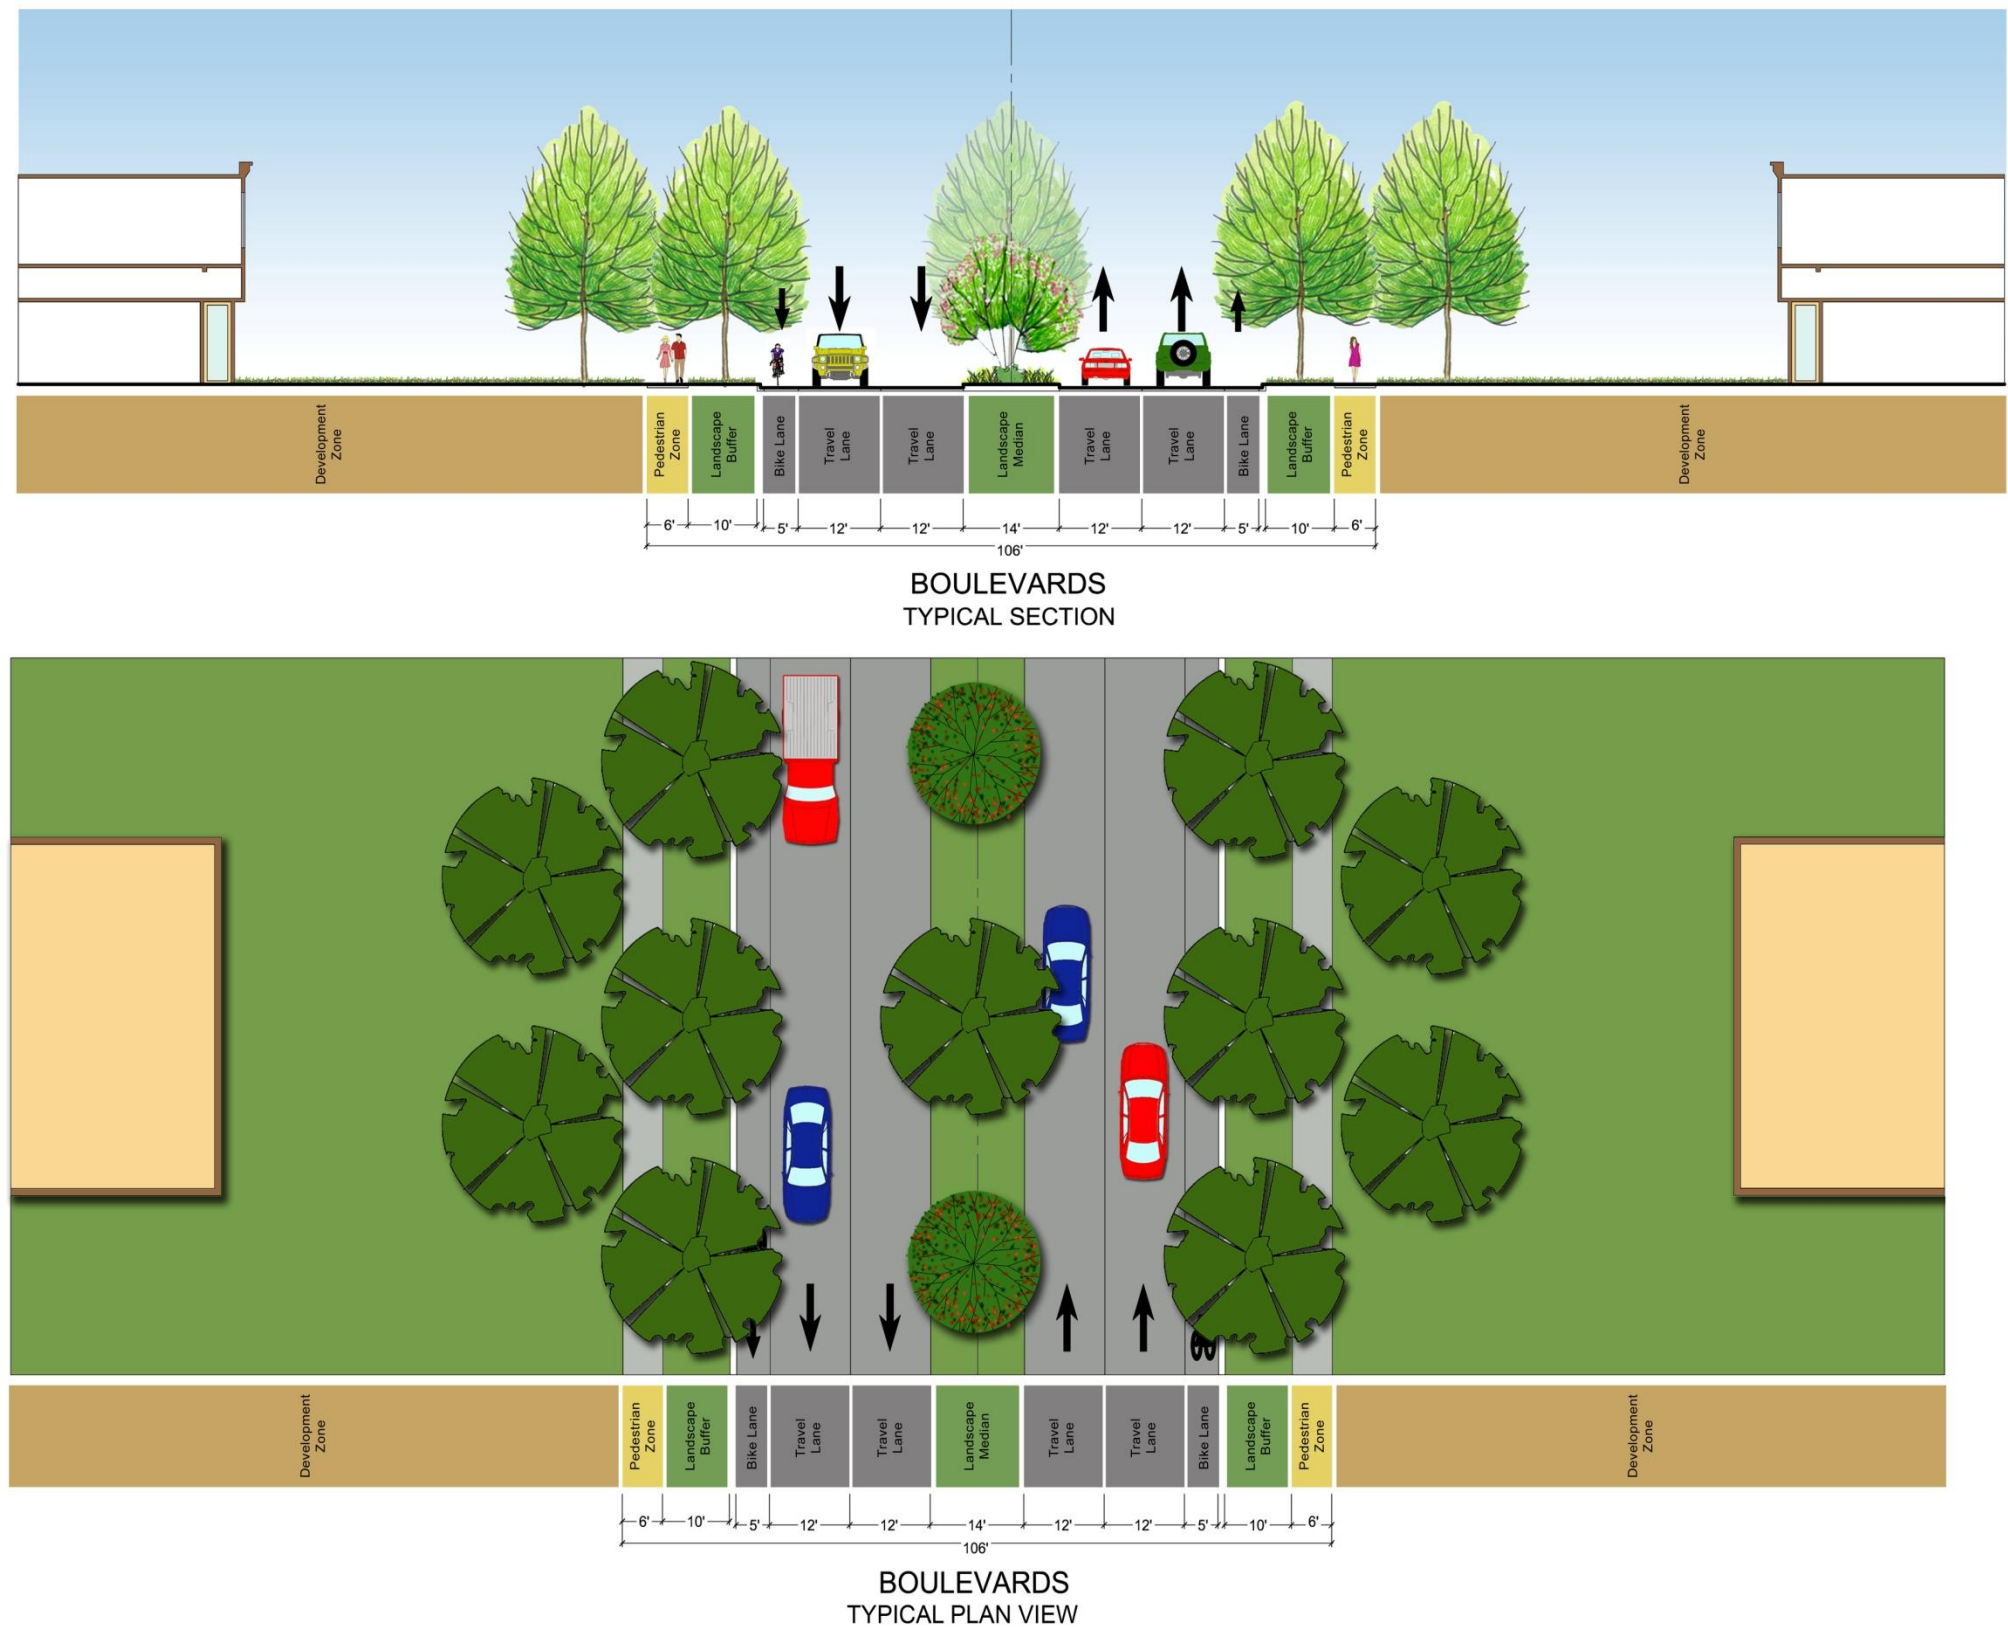 Development
Zone
Pedestrian
Zone
Landscape
Buffer
Bike Lane
Travel
Lane
Travel
Lane
Landscape
Median
Travel
Lane
Travel
Lane
Bike Lane
Landscape
Buffer
Pedestrian
Zone
Development
Zone
6' 10' 5' 12' 12' 14' 12' 12' 5' 10' 6'
106'
BOULEVARDS
TYPICAL SECTION
Development
Zone
Pedestrian
Zone
Landscape
Buffer
Bike Lane
Travel
Lane
Travel
Lane
Landscape
Median
Travel
Lane
Travel
Lane
Bike Lane
Landscape
Buffer
Pedestrian
Zone
Development
Zone
6' 10' 5' 12' 12' 14' 12' 12' 5' 10' 6'
106'
BOULEVARDS
TYPICAL PLAN VIEW